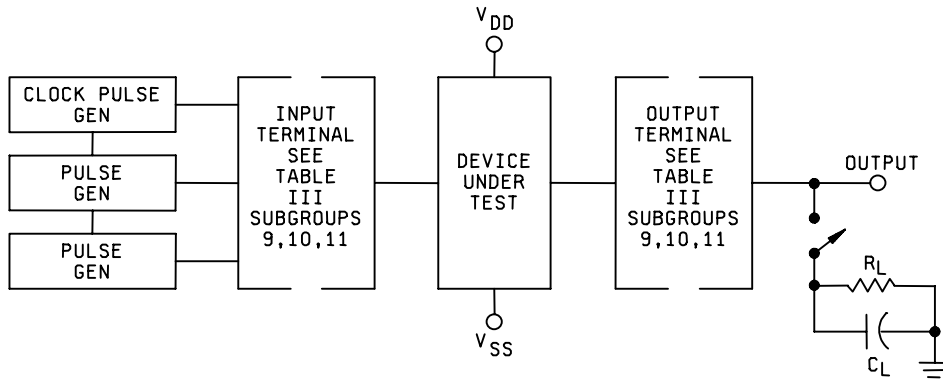 V DD
CLOCK PULSE
GEN
PULSE
GEN
PULSE
GEN
INPUT
TERMINAL
SEE
TABLE
III
SUBGROUPS
9,10,11
DEVICE
UNDER
TEST
V SS
OUTPUT
TERMINAL
SEE
TABLE
III
SUBGROUPS
9,10,11
OUTPUT
R L
C L